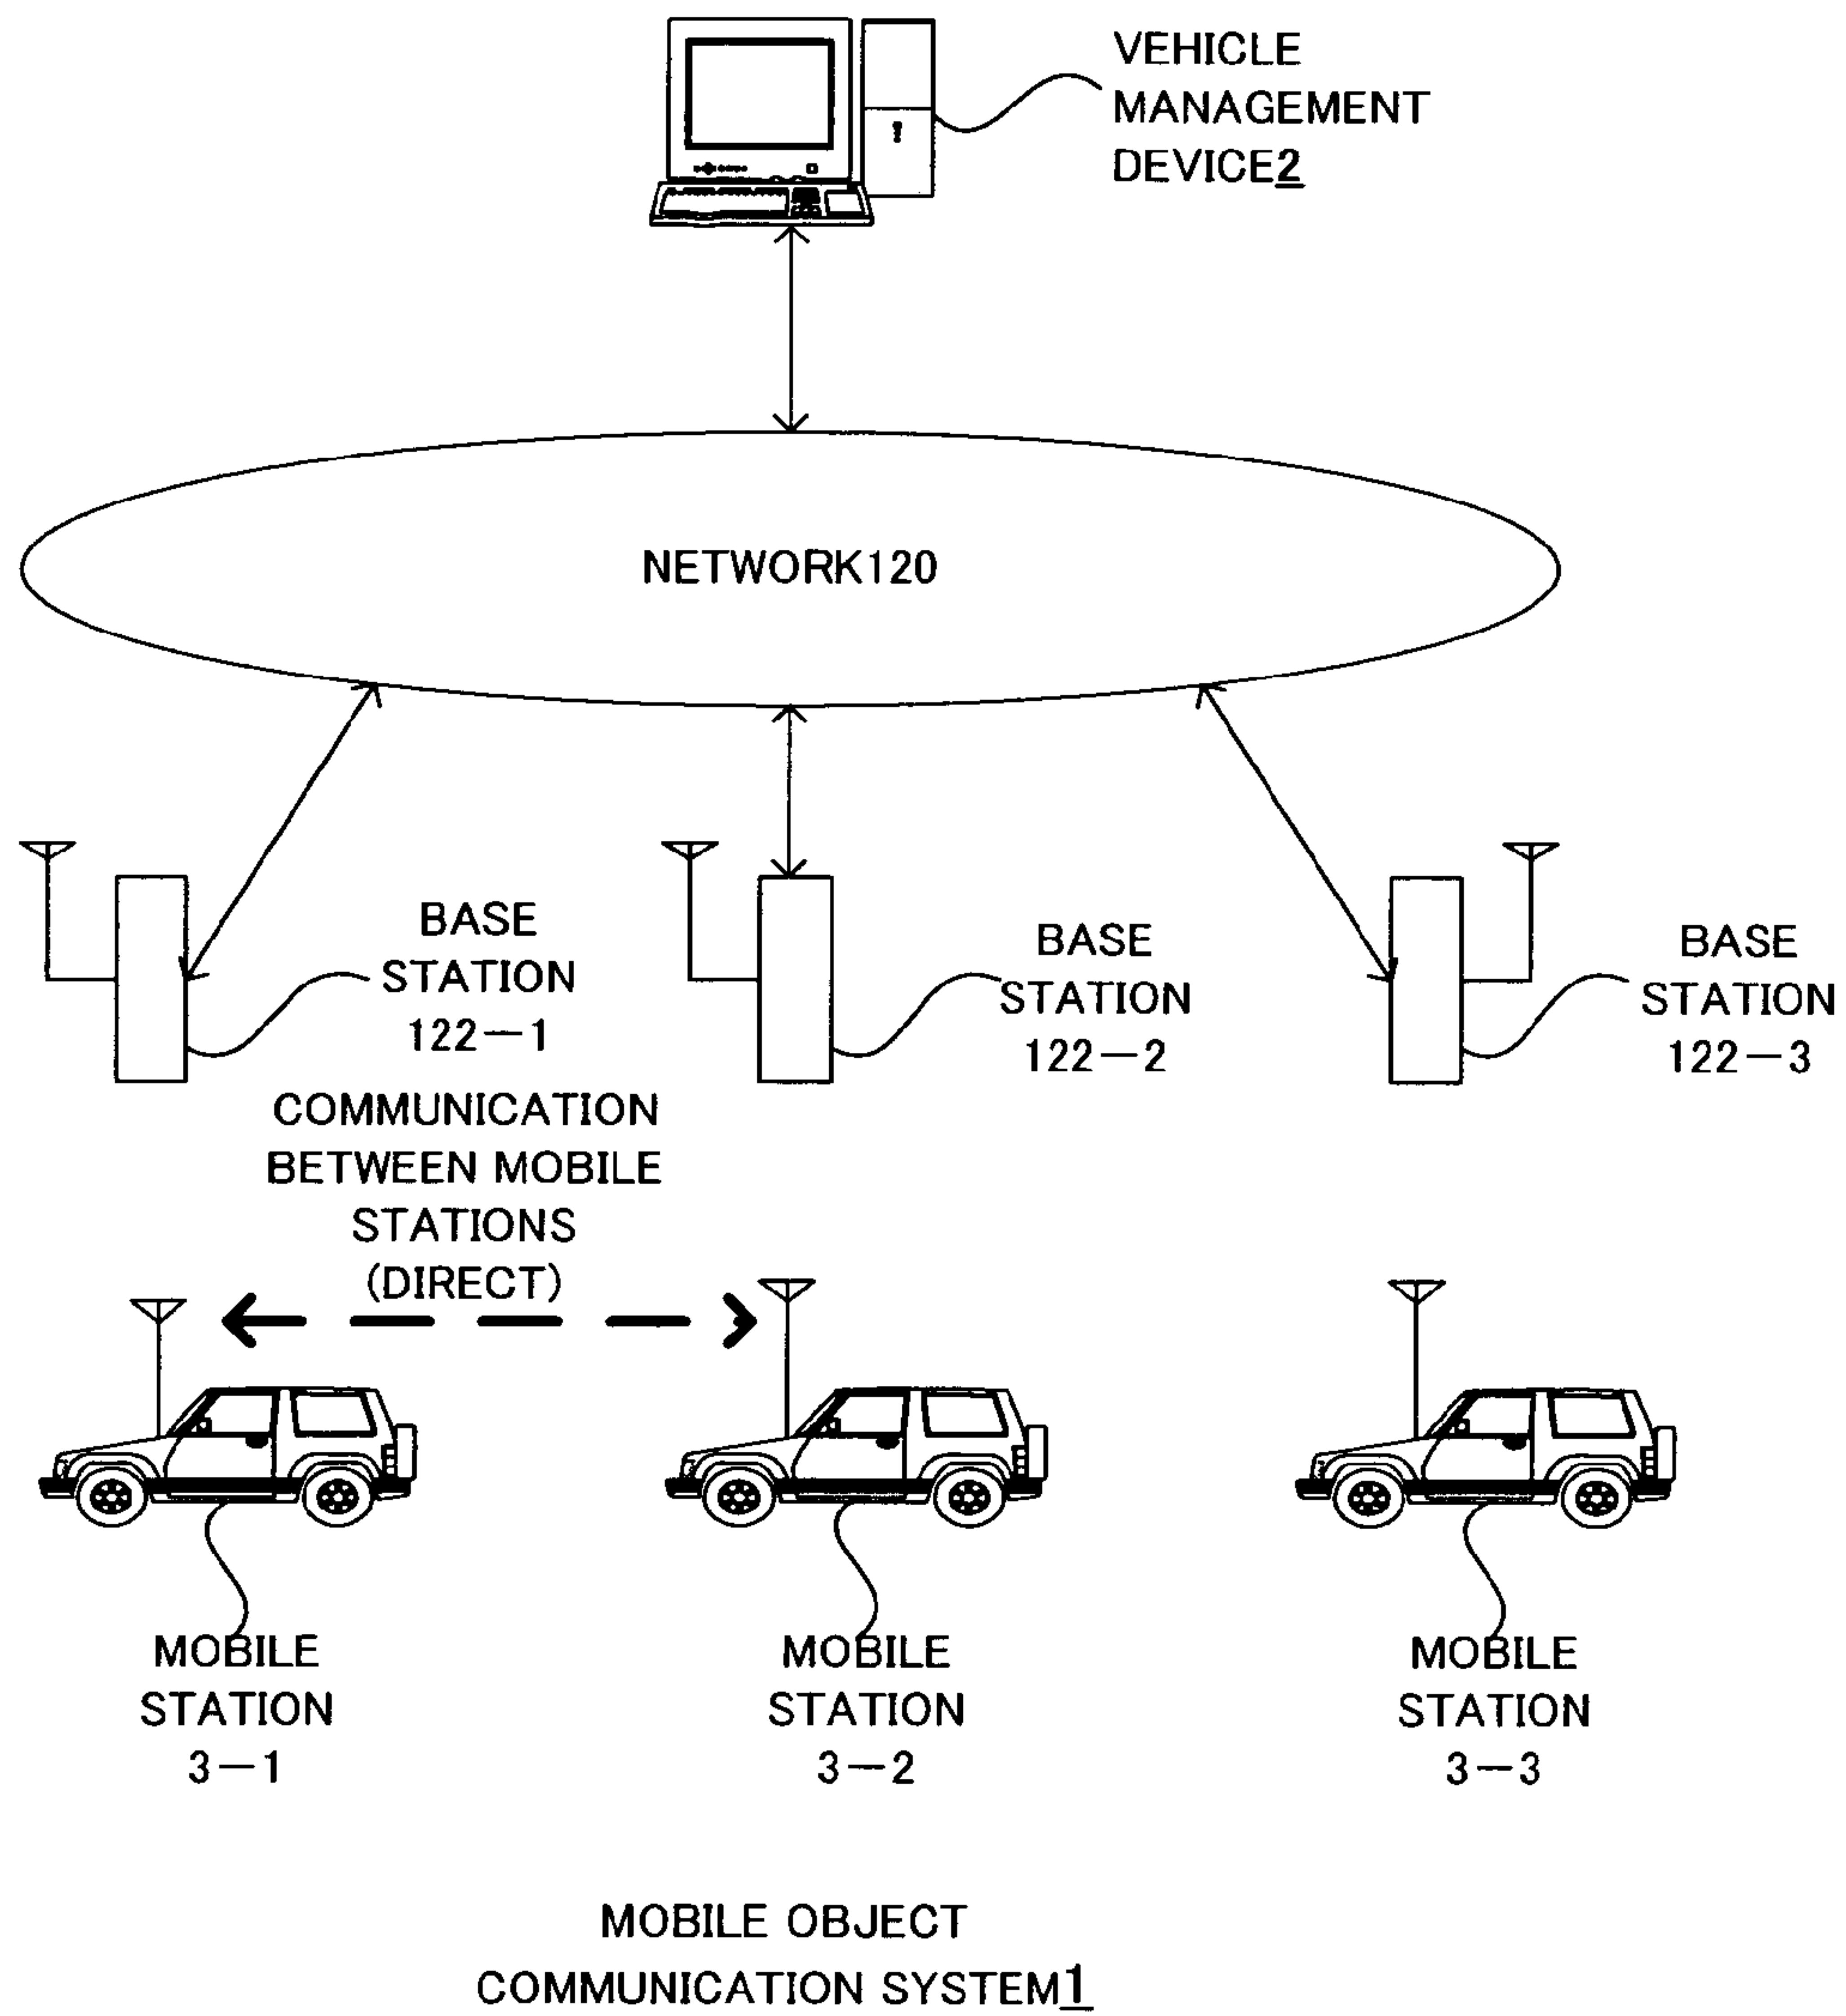 VEHICLE
MANAGEMENT
DEVICE2
NETWORK120
BASE
STATION
122-1
BASE
STATION
122-2
BASE
STATION
122-3
COMMUNICATION
BETWEEN MOBILE
STATIONS
(DIRECT)
MOBILE
STATION
3-1
MOBILE
STATION
3-2
MOBILE
STATION
3-3
MOBILE OBJECT
COMMUNICATION SYSTEM1